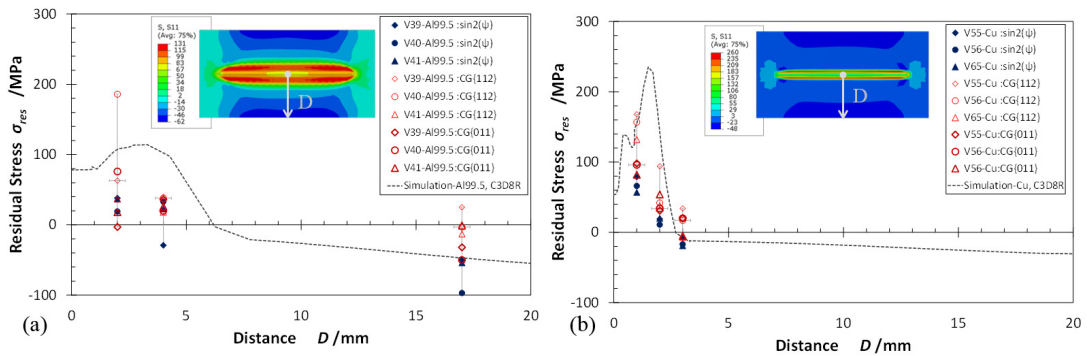 300
200
100
0
-100
Residual Stress σres /MPa
S, S11
(Avg: 75%)
131
115
99
83
67
50
34
18
2
-14
-30
-46
-62
D
V39-Al99.5 :sin2(ψ)
V40-Al99.5 :sin2(ψ)
V41-Al99.5 :sin2(ψ)
V39-Al99.5 :CG{112}
V40-Al99.5 :CG{112}
V41-Al99.5 :CG{112}
V39-Al99.5:CG{011}
V40-Al99.5:CG{011}
V41-Al99.5:CG{011}
Simulation-Al99.5, C3D8R
0 5 10 15 20
(a)
Distance D /mm
300
200
100
0
-100
Residual Stress σres /MPa
S, S11
(Avg: 75%)
260
235
209
183
158
132
106
80
55
29
3
-23
-48
D
V55-Cu :sin2(ψ)
V56-Cu :sin2(ψ)
V65-Cu :sin2(ψ)
V55-Cu :CG{112}
V56-Cu :CG{112}
V65-Cu :CG{112}
V55-Cu:CG{011}
V56-Cu:CG{011}
V56-Cu:CG{011}
Simulation-Cu, C3D8R
0 5 10 15 20
(b)
Distance D /mm